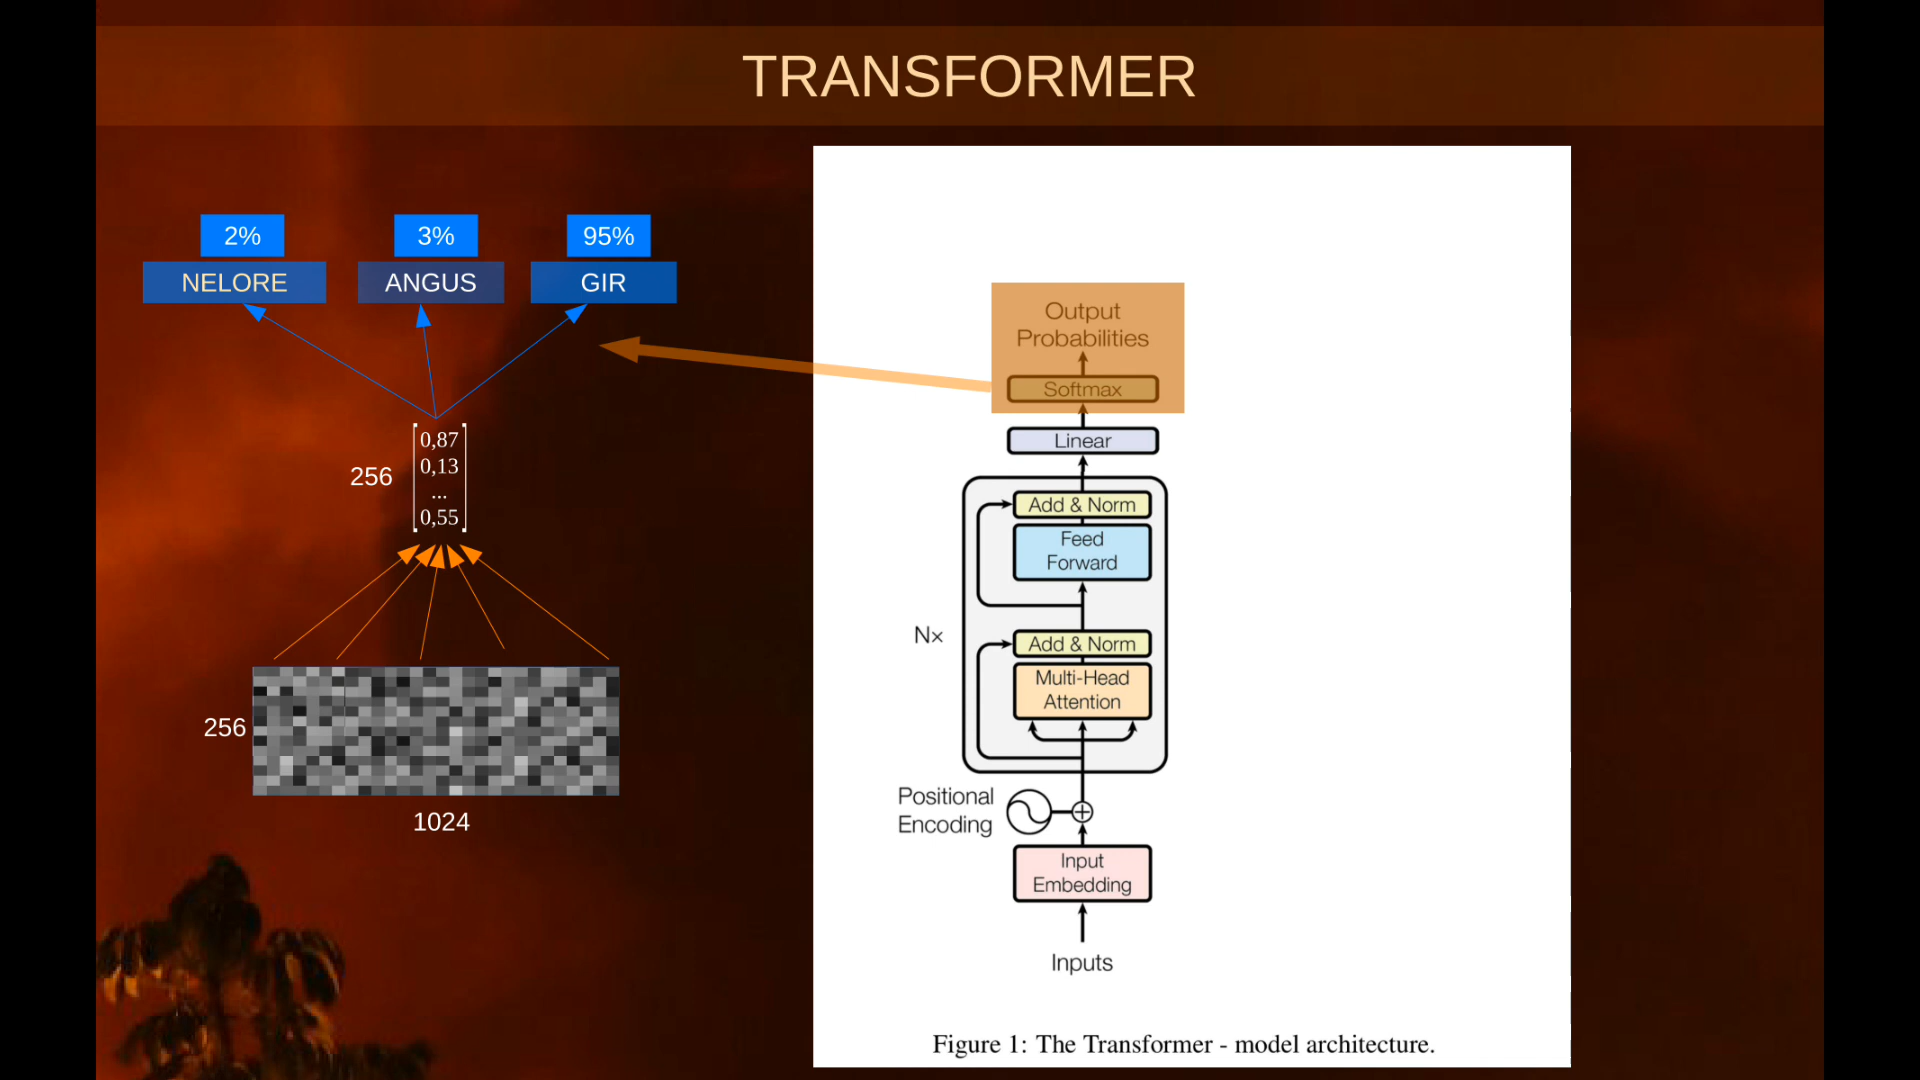 TRANSFORMER
2%
3%
95%
NELORE
ANGUS
GIR
256
0,87
0,13
...
0,55
256
1024
Output
Probabilities
Softmax
Linear
Add & Norm
Feed
Forward
Nx
Add & Norm
Multi-Head
Attention
Positional
Encoding
Input
Embedding
Inputs
Figure 1: The Transformer - model architecture.